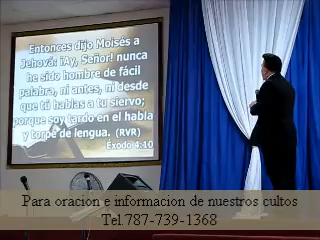 Entonces dijo Moisés a
Jehová: ¡Ay, Señor! nunca
he sido hombre de fácil
palabra, ni antes, ni desde
que tú hablas a tu siervo;
porque soy tardo en el habla
y torpe de lengua. (RVR)
Éxodo 4:10
Para oracion e informacion de nuestros cultos
Tel.787-739-1368